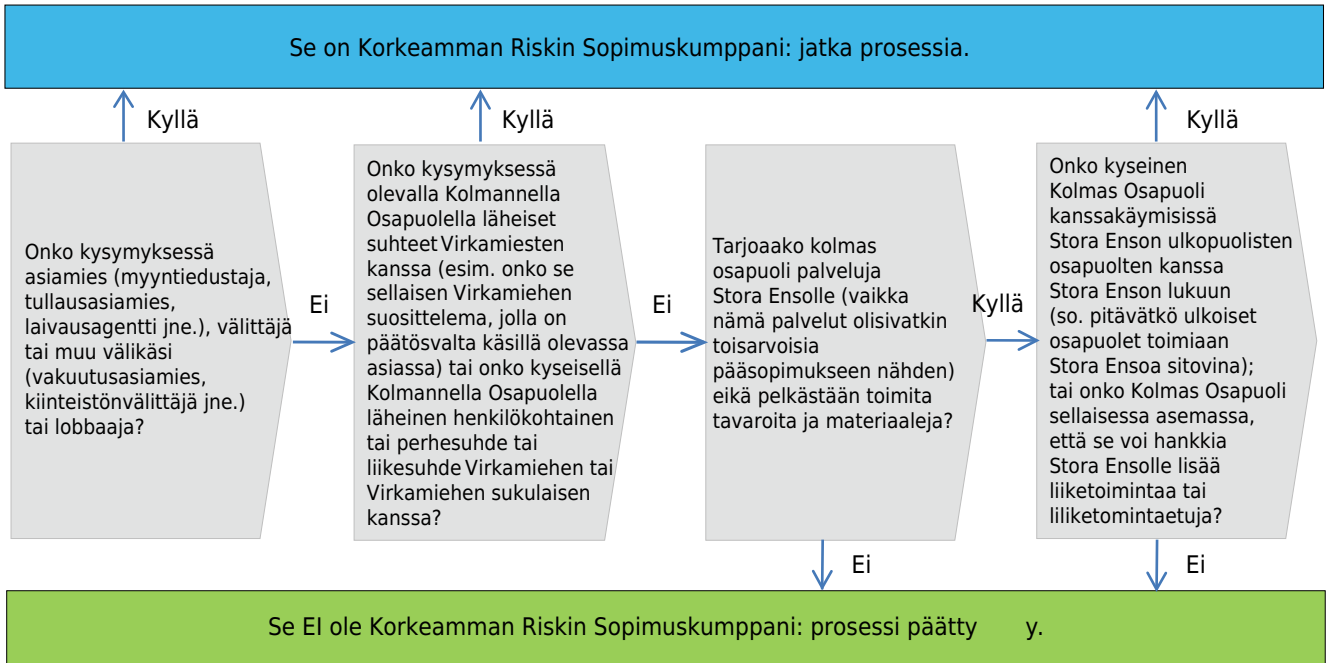 Se on Korkeamman Riskin Sopimuskumppani: jatka prosessia.
Kyllä
Kyllä
Kyllä
Onko kysymyksessä
asiamies (myyntiedustaja,
tullausasiamies,
laivausagentti jne.), välittäjä
tai muu välikäsi
(vakuutusasiamies,
kiinteistönvälittäjä jne.)
tai lobbaaja?
Ei
Onko kysymyksessä
olevalla Kolmannella
Osapuolella läheiset
suhteet Virkamiesten
kanssa (esim. onko se
sellaisen Virkamiehen
suosittelema, jolla on
päätösvalta käsillä olevassa
asiassa) tai onko kyseisellä
Kolmannella Osapuolella
läheinen henkilökohtainen
tai perhesuhde tai
liikesuhde Virkamiehen tai
Virkamiehen sukulaisen
kanssa?
Ei
Tarjoaako kolmas
osapuoli palveluja
Stora Ensolle (vaikka
nämä palvelut olisivatkin
toisarvoisia
pääsopimukseen nähden)
eikä pelkästään toimita
tavaroita ja materiaaleja?
Kyllä
Onko kyseinen
Kolmas Osapuoli
kanssakäymisissä
Stora Enson ulkopuolisten
osapuolten kanssa
Stora Enson lukuun
(so. pitävätkö ulkoiset
osapuolet toimiaan
Stora Ensoa sitovina);
tai onko Kolmas Osapuoli
sellaisessa asemassa,
että se voi hankkia
Stora Ensolle lisää
liiketoimintaa tai
liliketomintaetuja?
Ei
Ei
Se EI ole Korkeamman Riskin Sopimuskumppani: prosessi päätty y.